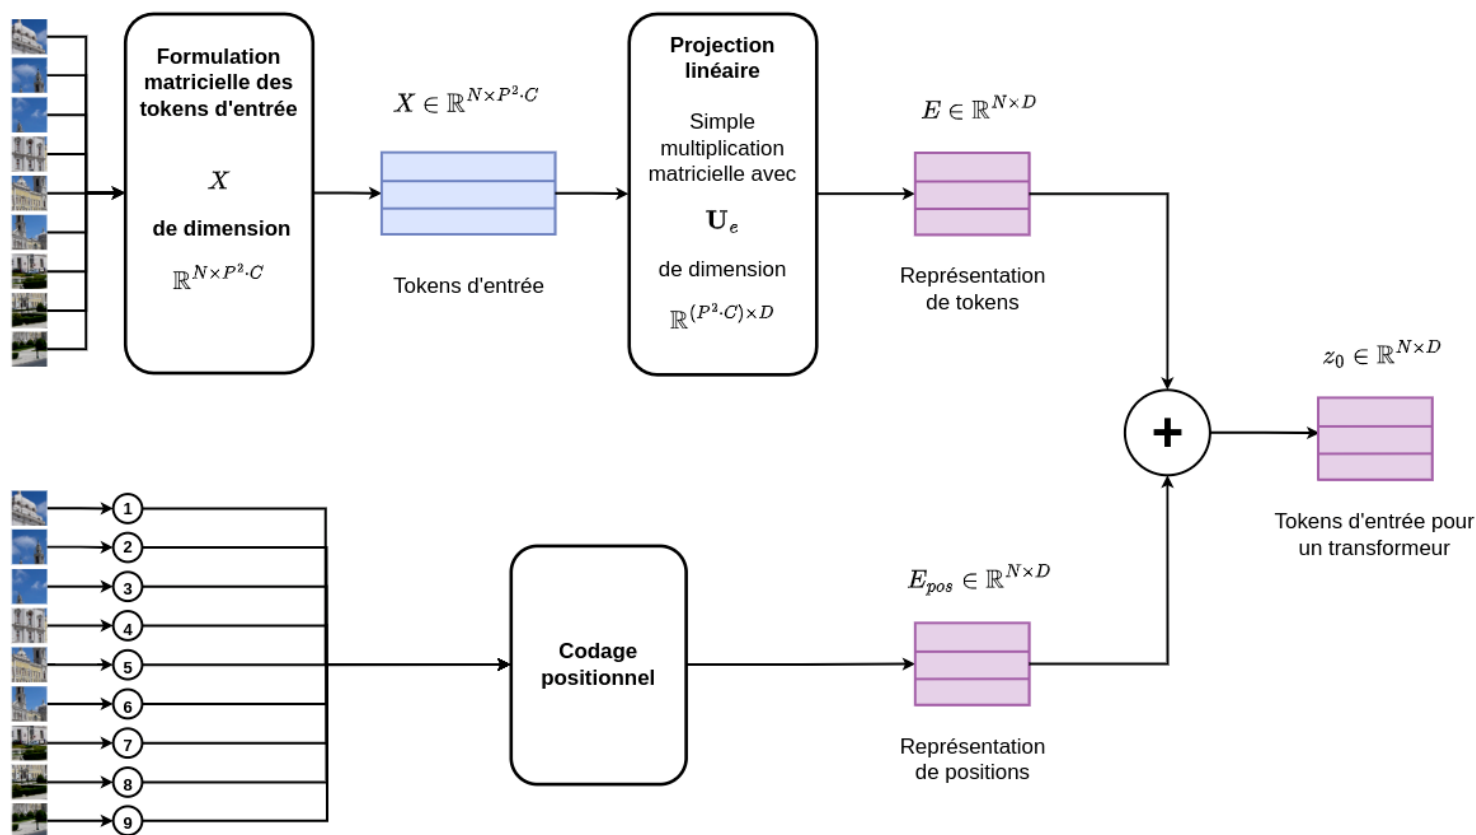 Formulation
matricielle des
tokens d'entrée
X
de dimension
ℝ^{N×P²·C}
X ∈ ℝ^{N×P²·C}
Tokens d'entrée
Projection
linéaire
Simple
multiplication
matricielle avec
U_e
de dimension
ℝ^{(P²·C)×D}
E ∈ ℝ^{N×D}
Représentation
de tokens
+
z_0 ∈ ℝ^{N×D}
Tokens d'entrée pour
un transformeur
1
2
3
4
5
6
7
8
9
Codage
positionnel
E_{pos} ∈ ℝ^{N×D}
Représentation
de positions